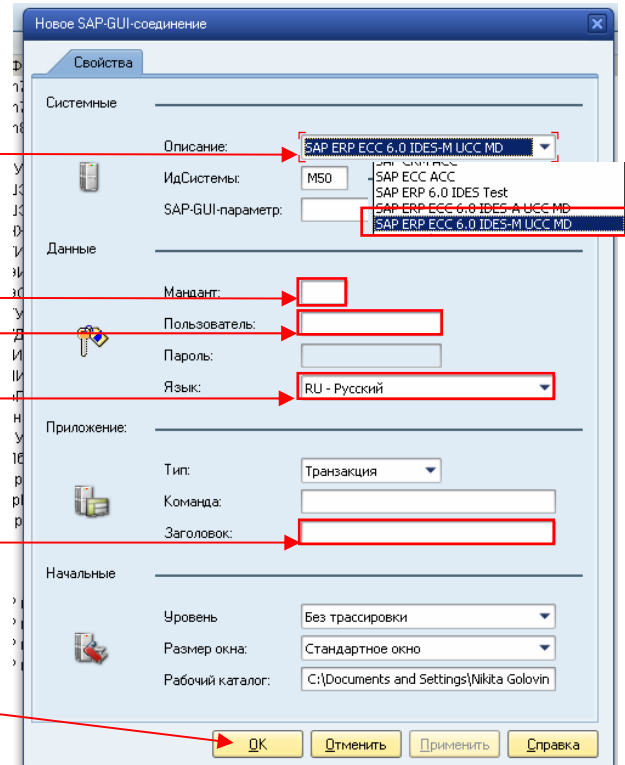 Новое SAP-GUI-соединение
Свойства
Системные
Описание: SAP ERP ECC 6.0 IDES-M UCC MD
ИдСистемы: M50
SAP ECC ACC
SAP ERP 6.0 IDES Test
SAP-GUI-параметр:
SAP ERP ECC 6.0 IDES-A UCC MD
SAP ERP ECC 6.0 IDES-M UCC MD
Данные
Мандант:
Пользователь:
Пароль:
Язык: RU - Русский
Приложение:
Тип: Транзакция
Команда:
Заголовок:
Начальные
Уровень Без трассировки
Размер окна: Стандартное окно
Рабочий каталог: C:\Documents and Settings\Nikita Golovin
OK Отменить Применить Справка